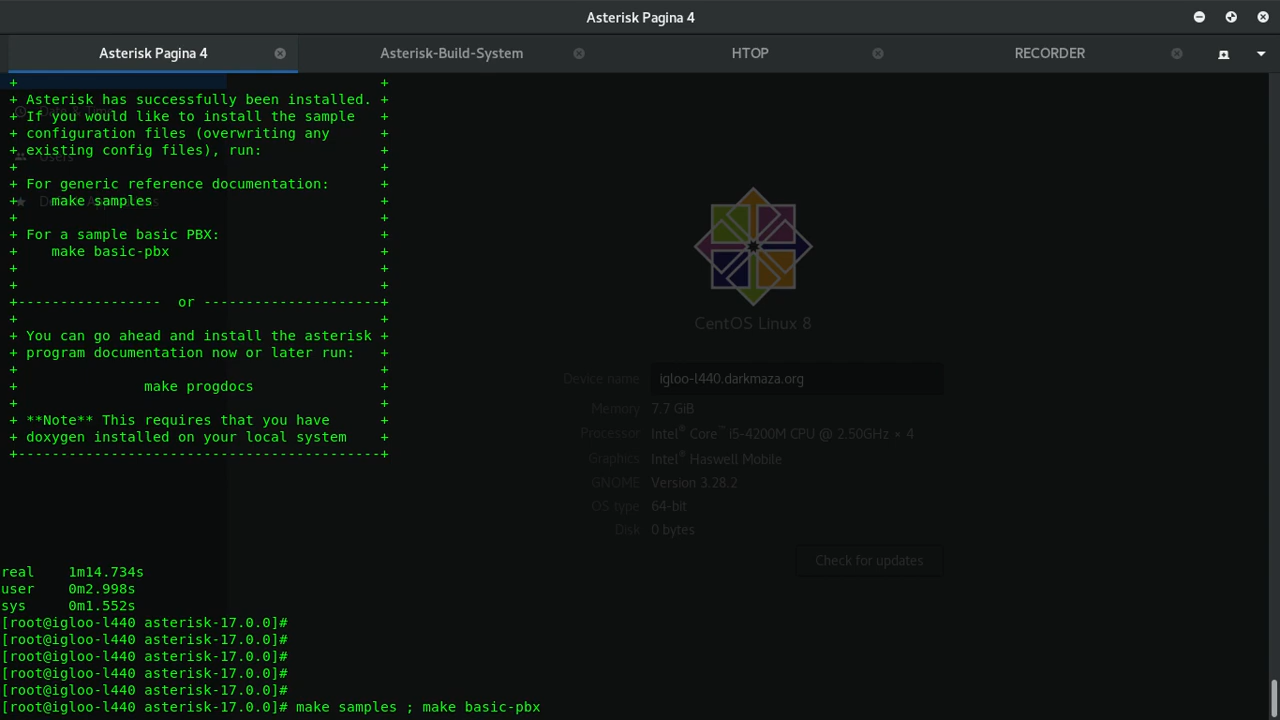 Asterisk Pagina 4
Asterisk Pagina 4
Asterisk-Build-System
HTOP
RECORDER
+ +
+ Asterisk has successfully been installed. +
+ If you would like to install the sample +
+ configuration files (overwriting any +
+ existing config files), run: +
+ +
+ For generic reference documentation: +
+ make samples +
+ +
+ For a sample basic PBX: +
+ make basic-pbx +
+ +
+ +
+----------------- or ---------------------+
+ +
+ You can go ahead and install the asterisk +
+ program documentation now or later run: +
+ +
+ make progdocs +
+ +
+ **Note** This requires that you have +
+ doxygen installed on your local system +
+-------------------------------------------+
Users
CentOS Linux 8
Device name igloo-l440.darkmaza.org
Memory 7.7 GiB
Processor Intel® Core™ i5-4200M CPU @ 2.50GHz × 4
Graphics Intel® Haswell Mobile
GNOME Version 3.28.2
OS type 64-bit
Disk 0 bytes
Check for updates
real 1m14.734s
user 0m2.998s
sys 0m1.552s
[root@igloo-l440 asterisk-17.0.0]#
[root@igloo-l440 asterisk-17.0.0]#
[root@igloo-l440 asterisk-17.0.0]#
[root@igloo-l440 asterisk-17.0.0]#
[root@igloo-l440 asterisk-17.0.0]#
[root@igloo-l440 asterisk-17.0.0]# make samples ; make basic-pbx